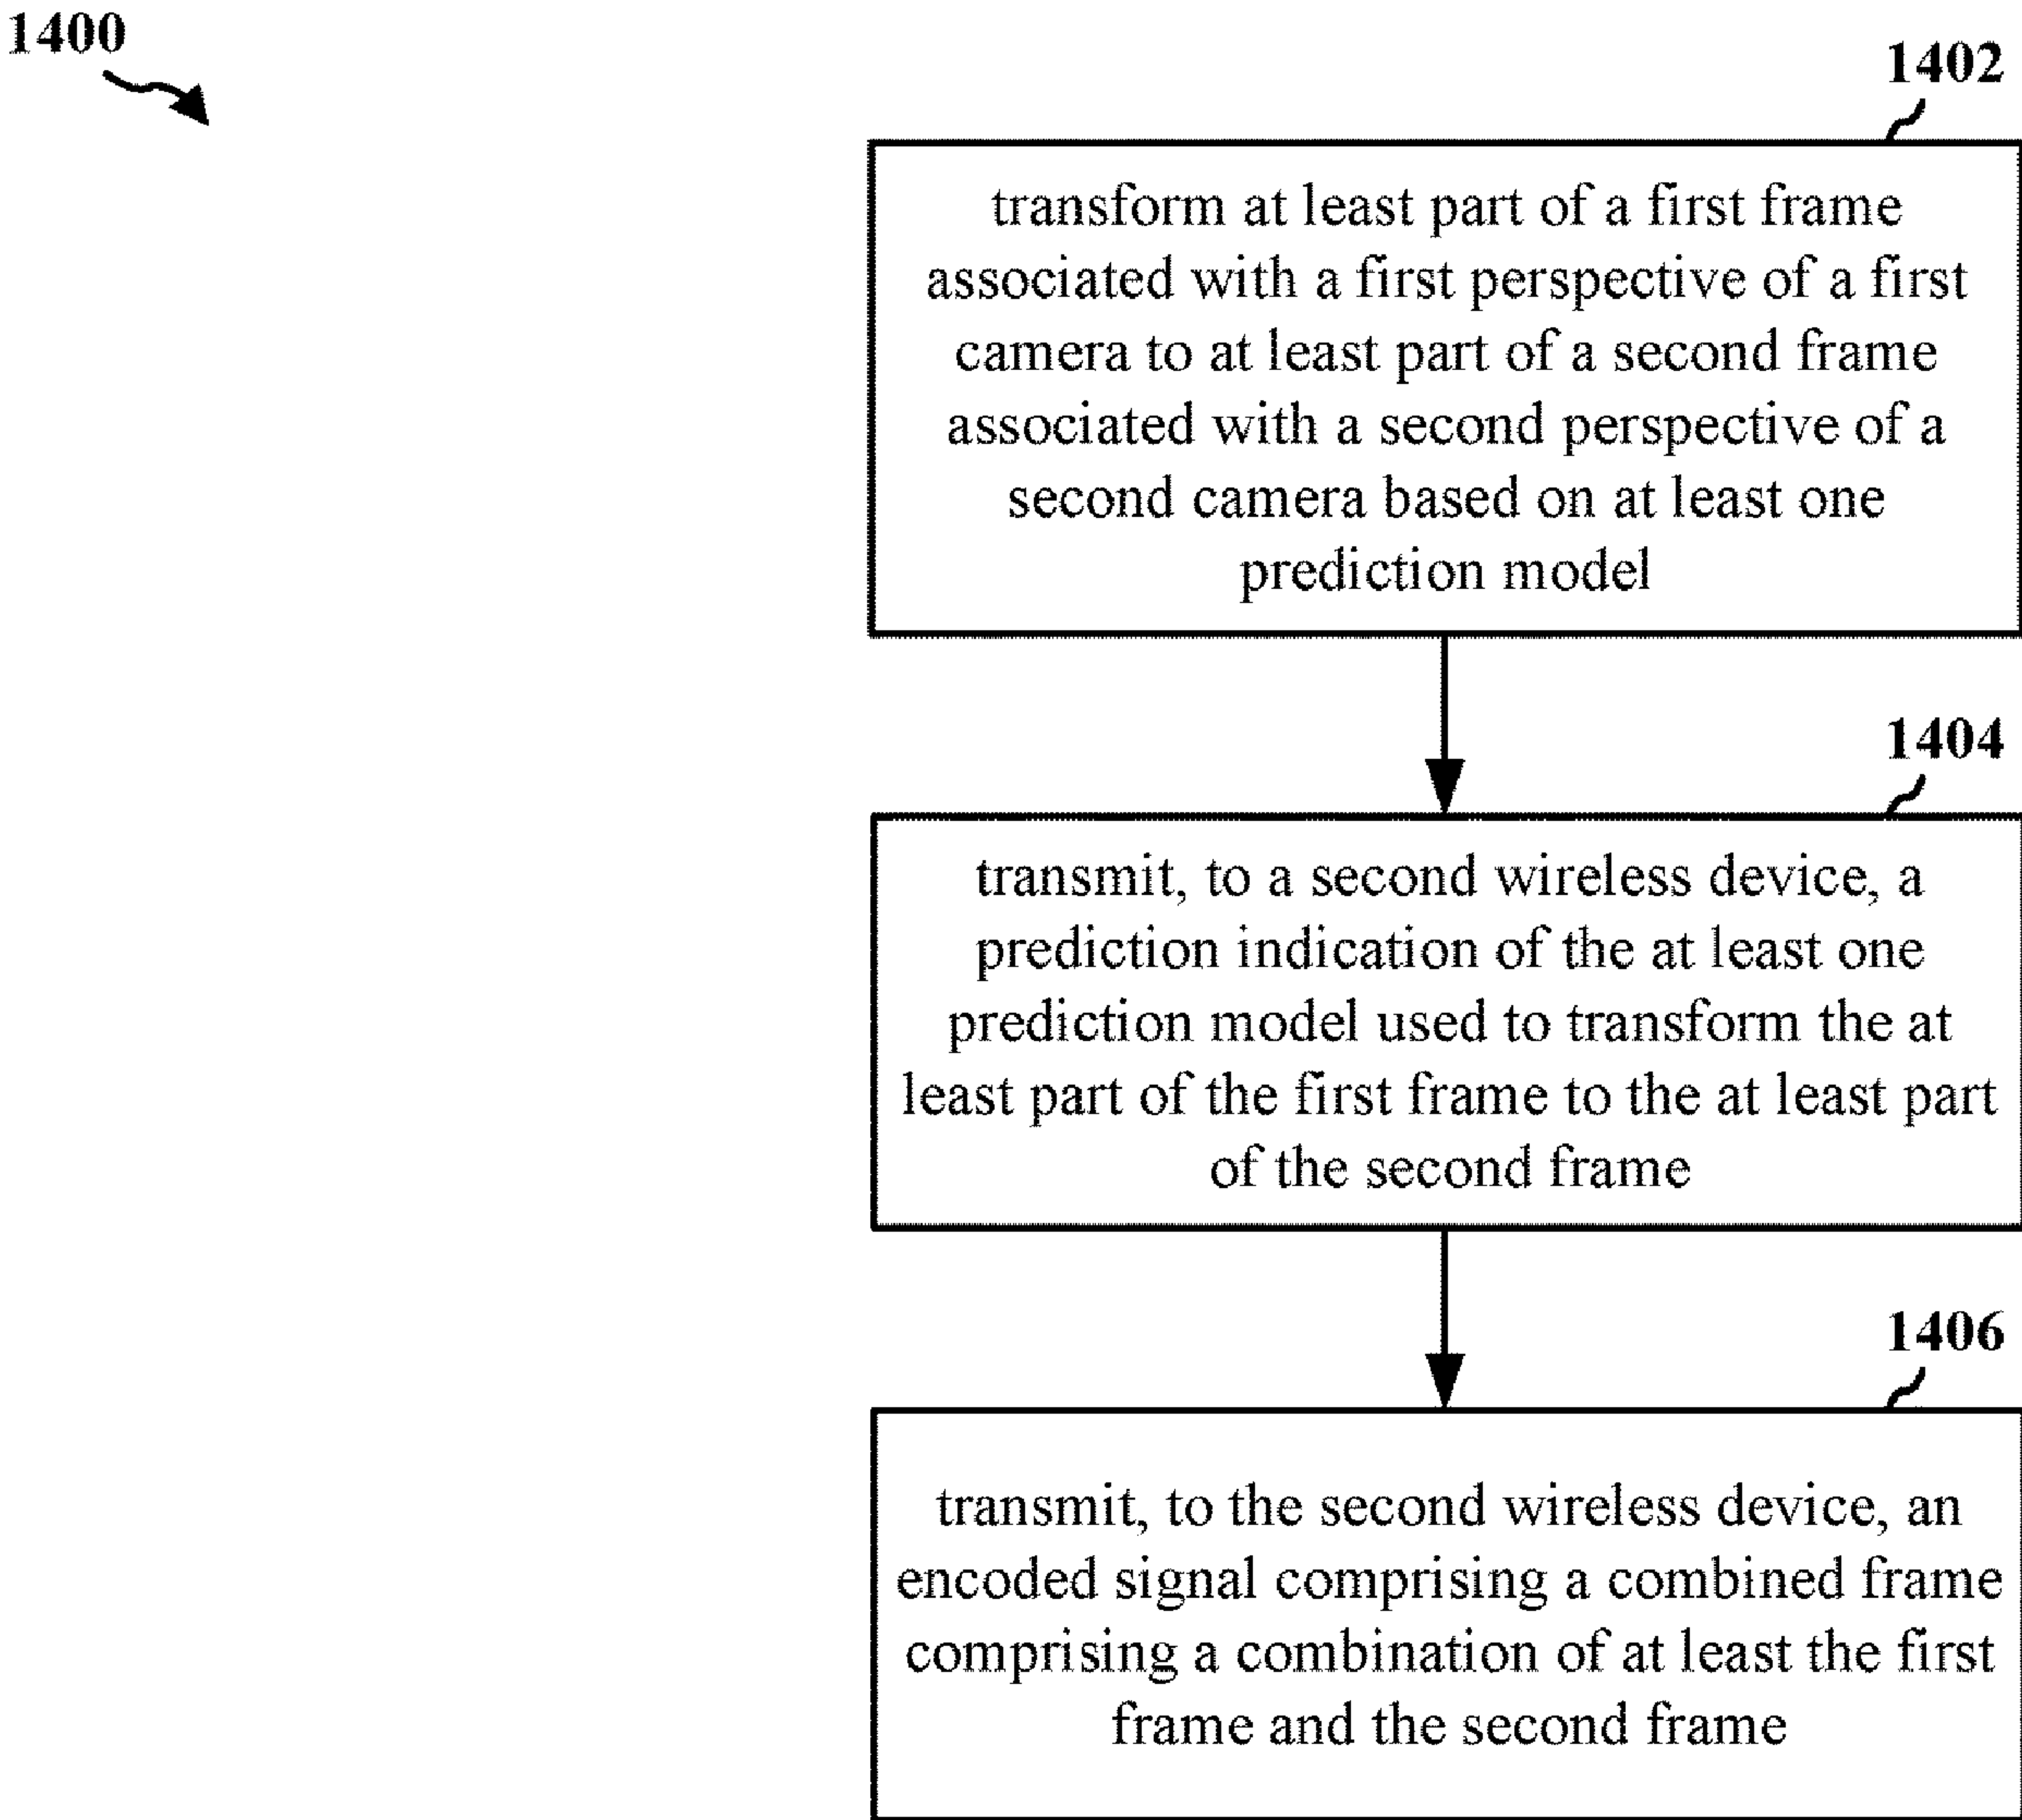 1400
1402
transform at least part of a first frame
associated with a first perspective of a first
camera to at least part of a second frame
associated with a second perspective of a
second camera based on at least one
prediction model
1404
transmit, to a second wireless device, a
prediction indication of the at least one
prediction model used to transform the at
least part of the first frame to the at least part
of the second frame
1406
transmit, to the second wireless device, an
encoded signal comprising a combined frame
comprising a combination of at least the first
frame and the second frame